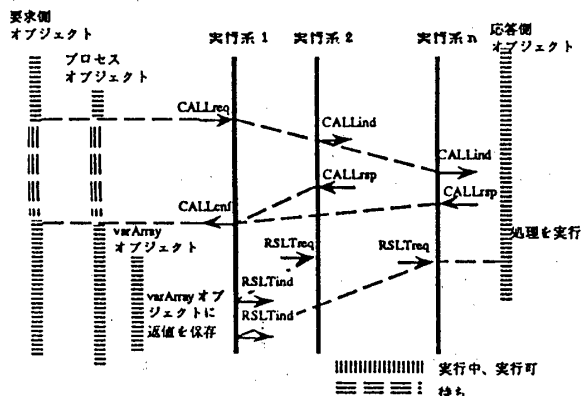 要求側
オブジェクト
プロセス
オブジェクト
実行系 1
実行系 2
実行系 n
応答側
オブジェクト
CALLreq
CALLind
CALLind
CALLrsp
CALLrsp
CALLcnf
varArray
オブジェクト
RSLTreq
RSLTreq
処理を実行
RSLTind
varArray オブ
ジェクトに
返値を保存
RSLTind
実行中、実行可
待ち